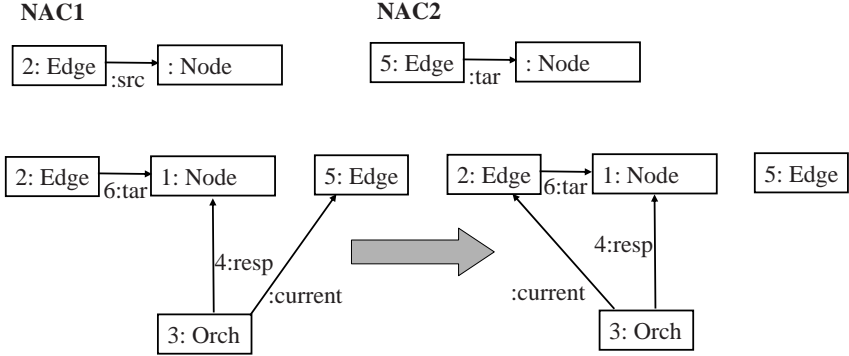 NAC1
NAC2
2: Edge
: Node
:src
5: Edge
: Node
:tar
2: Edge
6:tar
1: Node
5: Edge
4:resp
:current
3: Orch
2: Edge
6:tar
1: Node
5: Edge
4:resp
:current
3: Orch